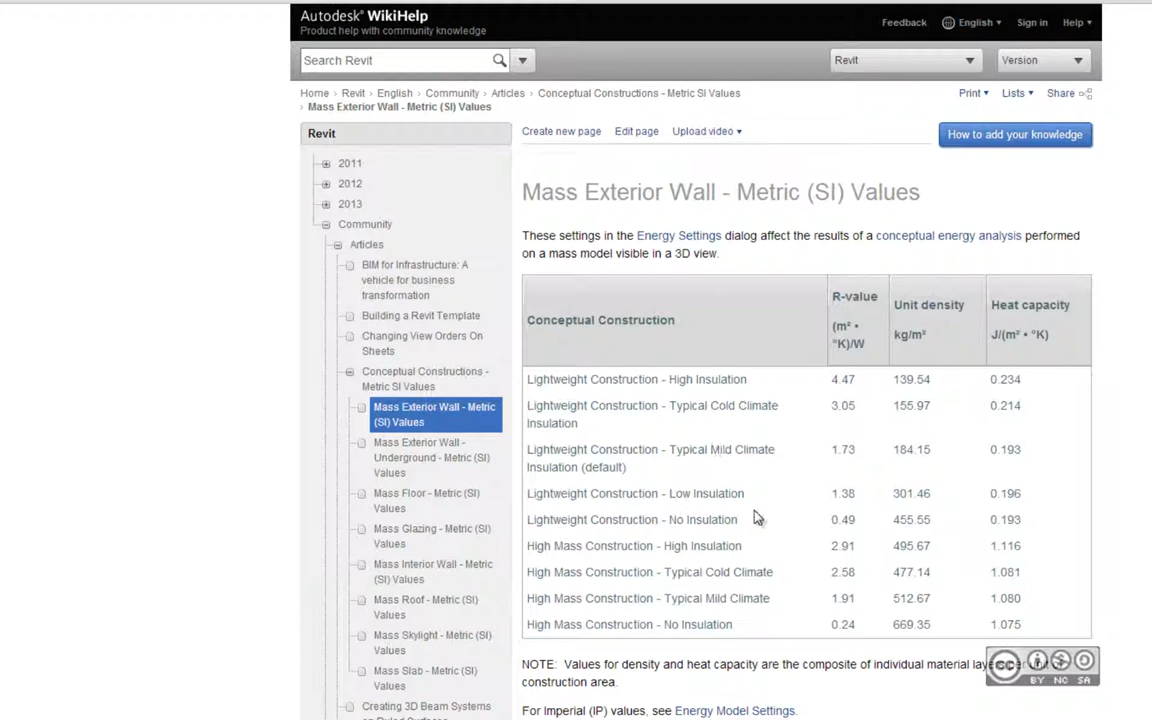 Autodesk® WikiHelp
Product help with community knowledge
Feedback English Sign in Help
Search Revit
Revit
Version
Home › Revit › English › Community › Articles › Conceptual Constructions - Metric SI Values
› Mass Exterior Wall - Metric (SI) Values
Print Lists Share
Revit
2011
2012
2013
Community
Articles
BIM for Infrastructure: A
vehicle for business
transformation
Building a Revit Template
Changing View Orders On
Sheets
Conceptual Constructions -
Metric SI Values
Mass Exterior Wall - Metric
(SI) Values
Mass Exterior Wall -
Underground - Metric (SI)
Values
Mass Floor - Metric (SI)
Values
Mass Glazing - Metric (SI)
Values
Mass Interior Wall - Metric
(SI) Values
Mass Roof - Metric (SI)
Values
Mass Skylight - Metric (SI)
Values
Mass Slab - Metric (SI)
Values
Creating 3D Beam Systems
Create new page Edit page Upload video
How to add your knowledge
Mass Exterior Wall - Metric (SI) Values
These settings in the Energy Settings dialog affect the results of a conceptual energy analysis performed
on a mass model visible in a 3D view.
Conceptual Construction
R-value
(m² •
°K)/W
Unit density
kg/m²
Heat capacity
J/(m² • °K)
Lightweight Construction - High Insulation 4.47 139.54 0.234
Lightweight Construction - Typical Cold Climate
Insulation 3.05 155.97 0.214
Lightweight Construction - Typical Mild Climate
Insulation (default) 1.73 184.15 0.193
Lightweight Construction - Low Insulation 1.38 301.46 0.196
Lightweight Construction - No Insulation 0.49 455.55 0.193
High Mass Construction - High Insulation 2.91 495.67 1.116
High Mass Construction - Typical Cold Climate 2.58 477.14 1.081
High Mass Construction - Typical Mild Climate 1.91 512.67 1.080
High Mass Construction - No Insulation 0.24 669.35 1.075
NOTE: Values for density and heat capacity are the composite of individual material
construction area.
For Imperial (IP) values, see Energy Model Settings.
BY NC SA